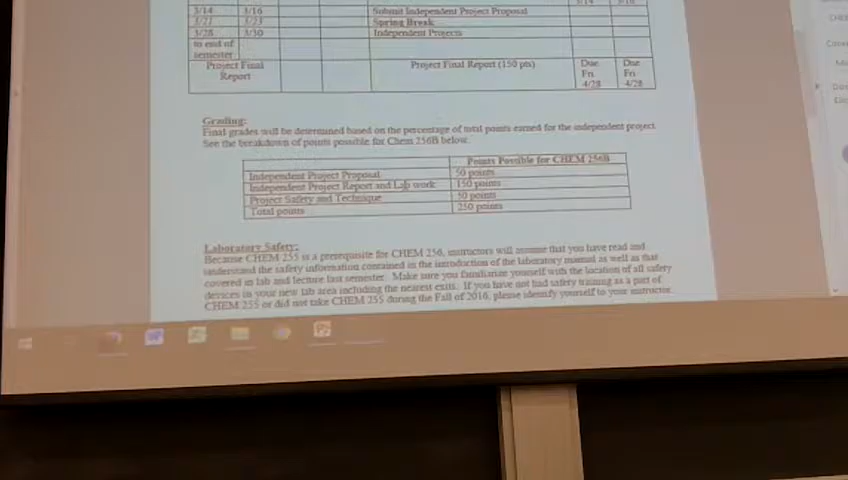 3/14 3/16 Submit Independent Project Proposal 3/14 3/16
3/21 3/23 Spring Break
3/28 3/30 Independent Projects
to end of
semester
Project Final Report Project Final Report (150 pts) Due Fri 4/28 Due Fri 4/28
Grading:
Final grades will be determined based on the percentage of total points earned for the independent project.
See the breakdown of points possible for Chem 256B below.
Points Possible for CHEM 256B
Independent Project Proposal 50 points
Independent Project Report and Lab work 150 points
Project Safety and Technique 50 points
Total points 250 points
Laboratory Safety:
Because CHEM 255 is a prerequisite for CHEM 256, instructors will assume that you have read and
understand the safety information contained in the introduction of the laboratory manual as well as that
covered in lab and lecture last semester. Make sure you familiarize yourself with the location of all safety
devices in your new lab area including the nearest exits. If you have not had safety training as a part of
CHEM 255 or did not take CHEM 255 during the Fall of 2016, please identify yourself to your instructor.